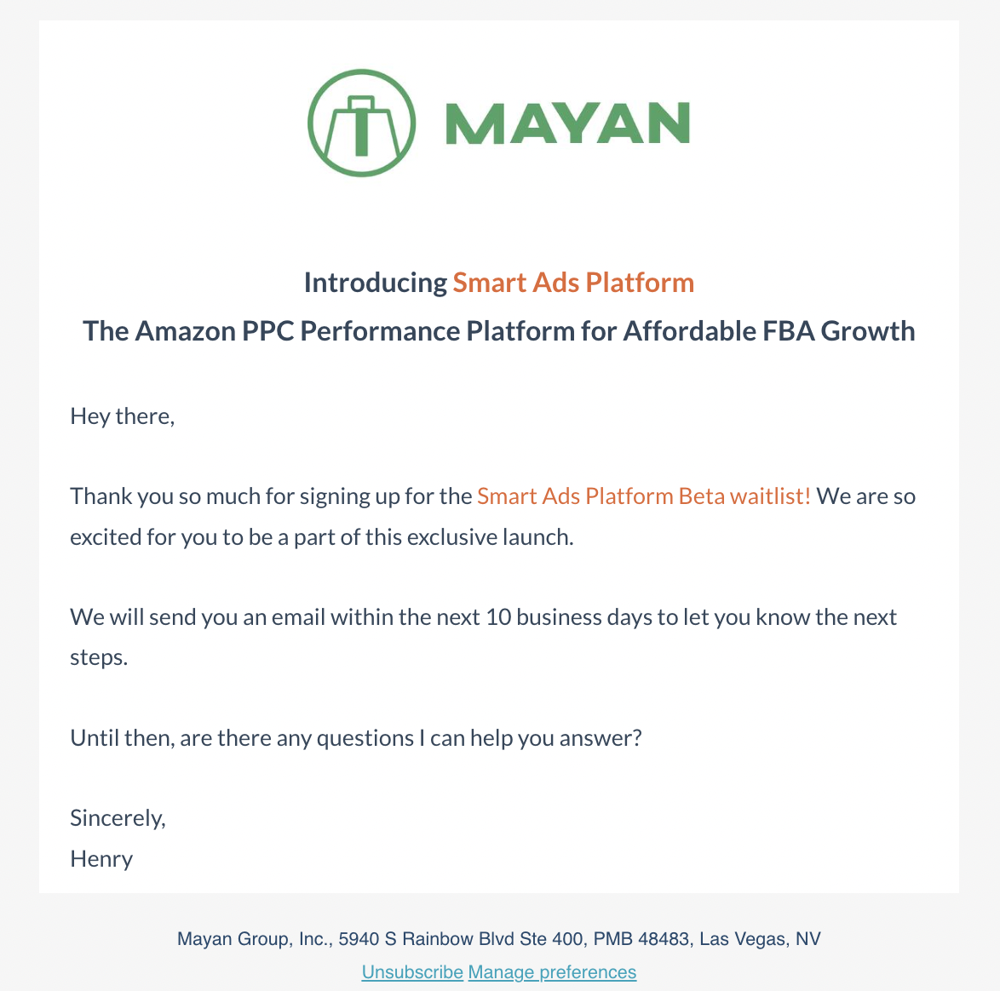 MAYAN
Introducing Smart Ads Platform
The Amazon PPC Performance Platform for Affordable FBA Growth
Hey there,
Thank you so much for signing up for the Smart Ads Platform Beta waitlist! We are so
excited for you to be a part of this exclusive launch.
We will send you an email within the next 10 business days to let you know the next
steps.
Until then, are there any questions I can help you answer?
Sincerely,
Henry
Mayan Group, Inc., 5940 S Rainbow Blvd Ste 400, PMB 48483, Las Vegas, NV
Unsubscribe Manage preferences